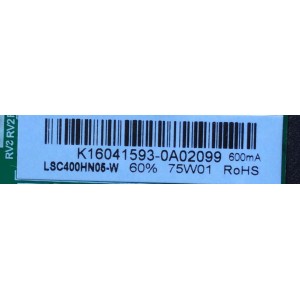 RV2 RV2
K16041593-0A02099 600mA
LSC400HN05-W 60% 75W01 RoHS